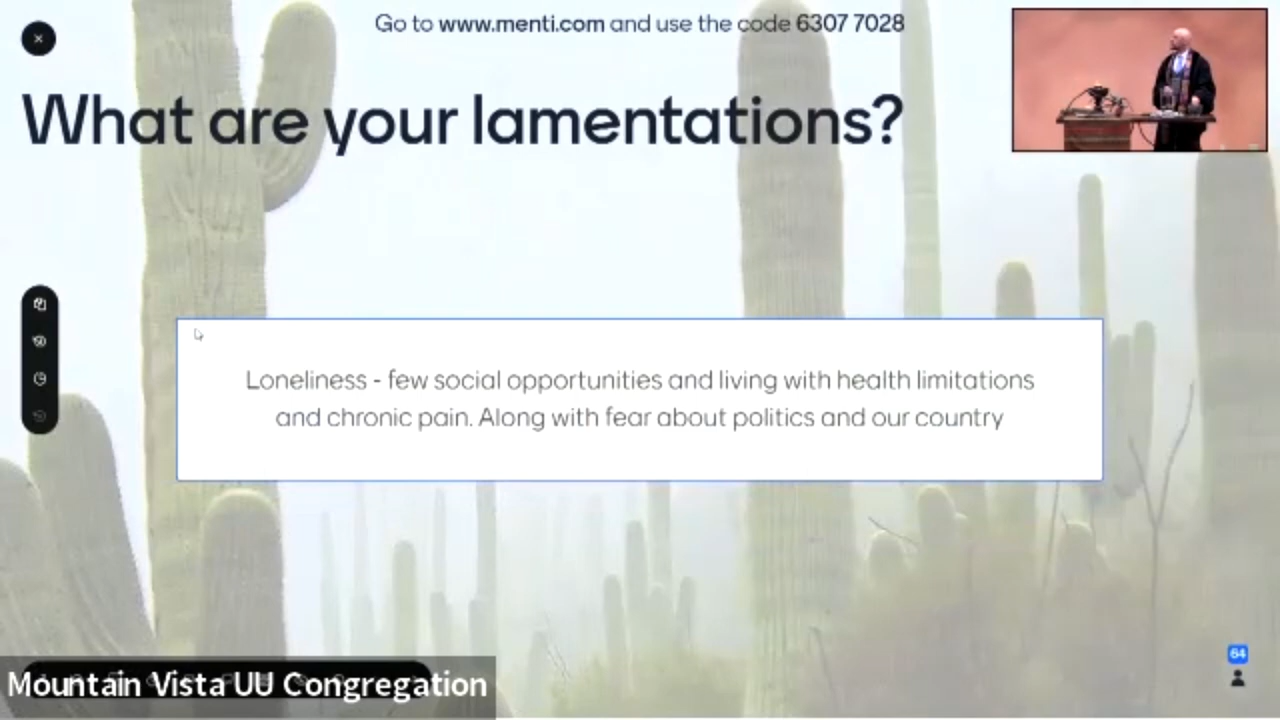 Go to www.menti.com and use the code 6307 7028
What are your lamentations?
Loneliness - few social opportunities and living with health limitations
and chronic pain. Along with fear about politics and our country
64
Mountain Vista UU Congregation